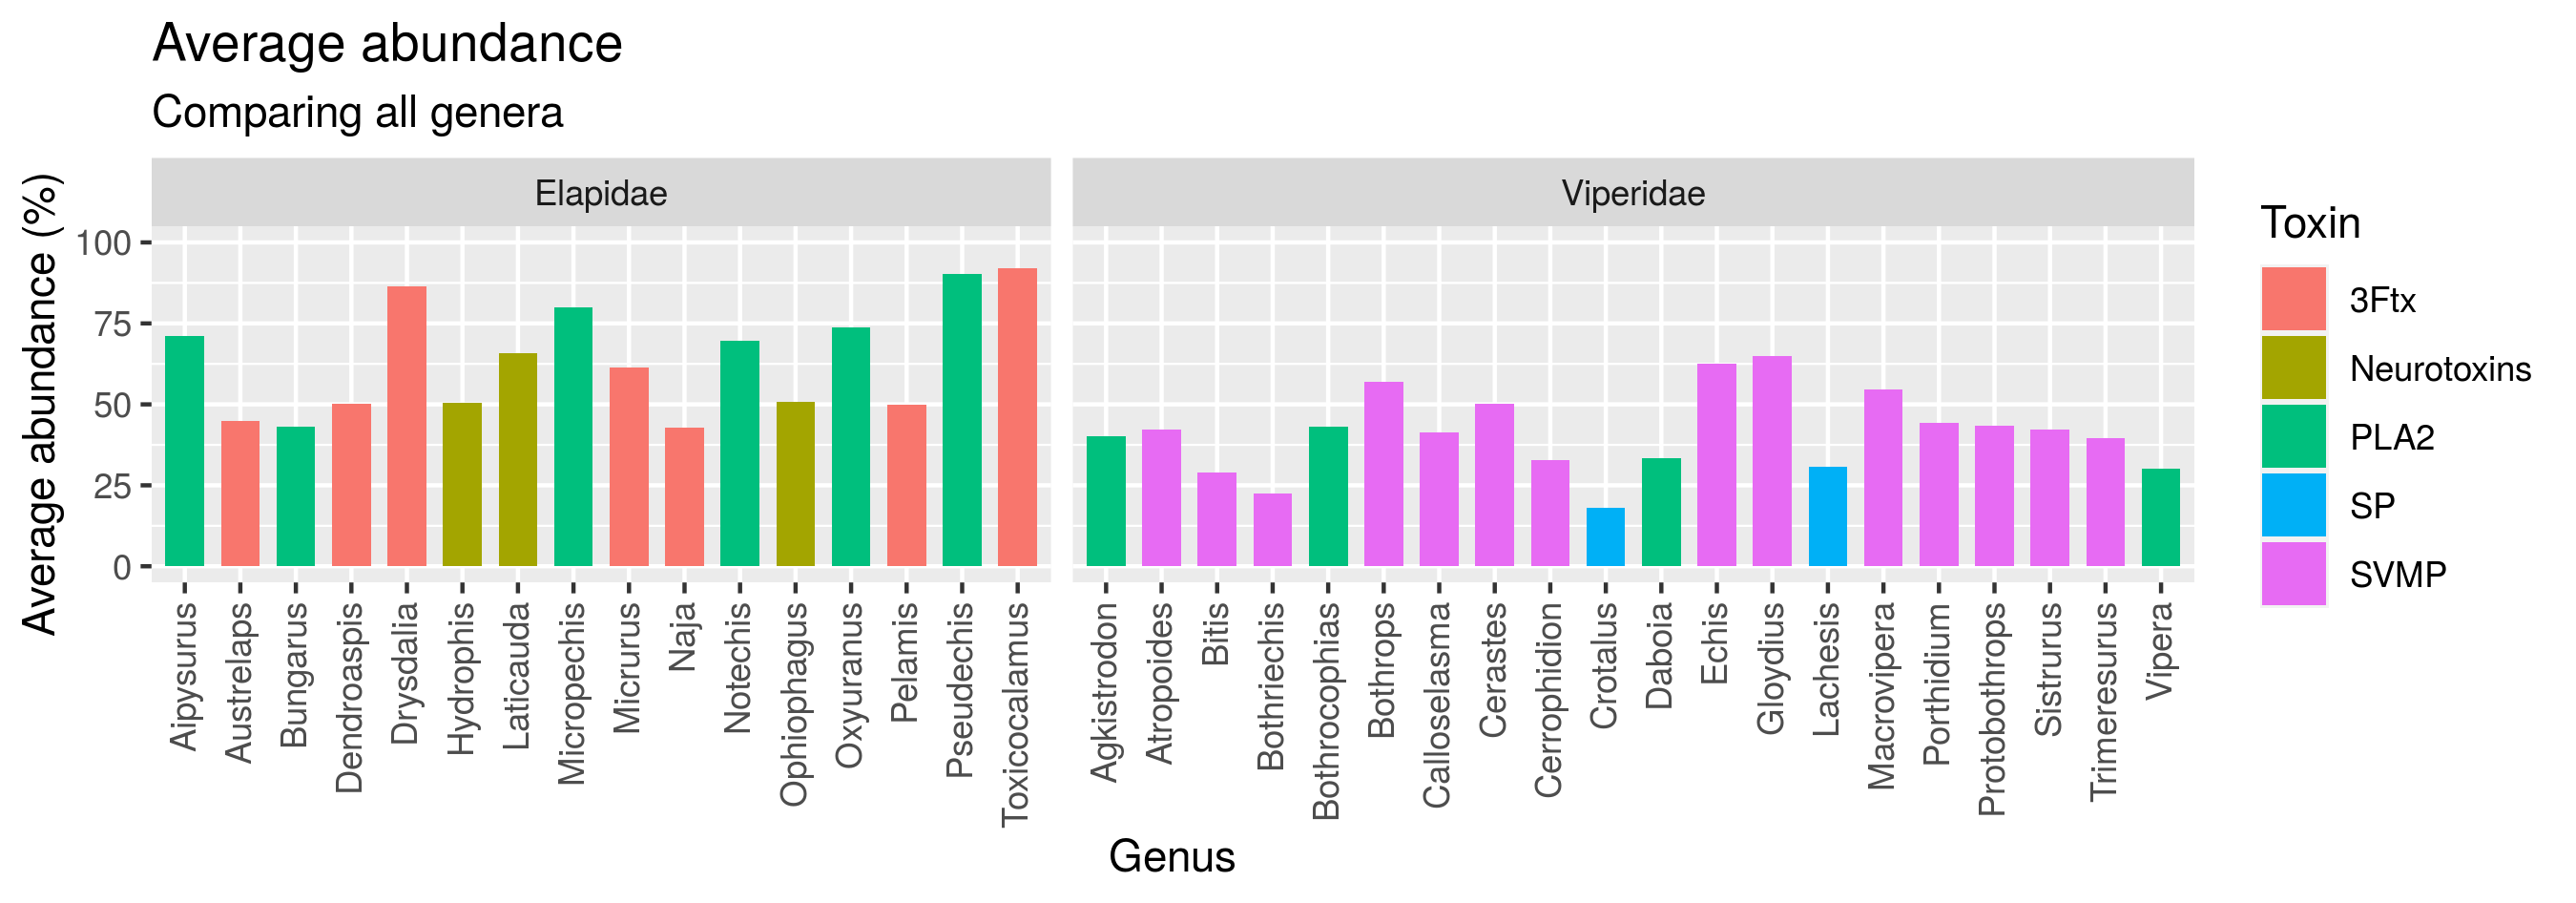 Average abundance
Comparing all genera
Elapidae
Viperidae
Average abundance (%)
100
75
50
25
0
Aipysurus
Austrelaps
Bungarus
Dendroaspis
Drysdalia
Hydrophis
Laticauda
Micropechis
Micrurus
Naja
Notechis
Ophiophagus
Oxyuranus
Pelamis
Pseudechis
Toxicocalamus
Agkistrodon
Atropoides
Bitis
Bothriechis
Bothrocophias
Bothrops
Calloselasma
Cerastes
Cerrophidion
Crotalus
Daboia
Echis
Gloydius
Lachesis
Macrovipera
Porthidium
Protobothrops
Sistrurus
Trimeresurus
Vipera
Genus
Toxin
3Ftx
Neurotoxins
PLA2
SP
SVMP